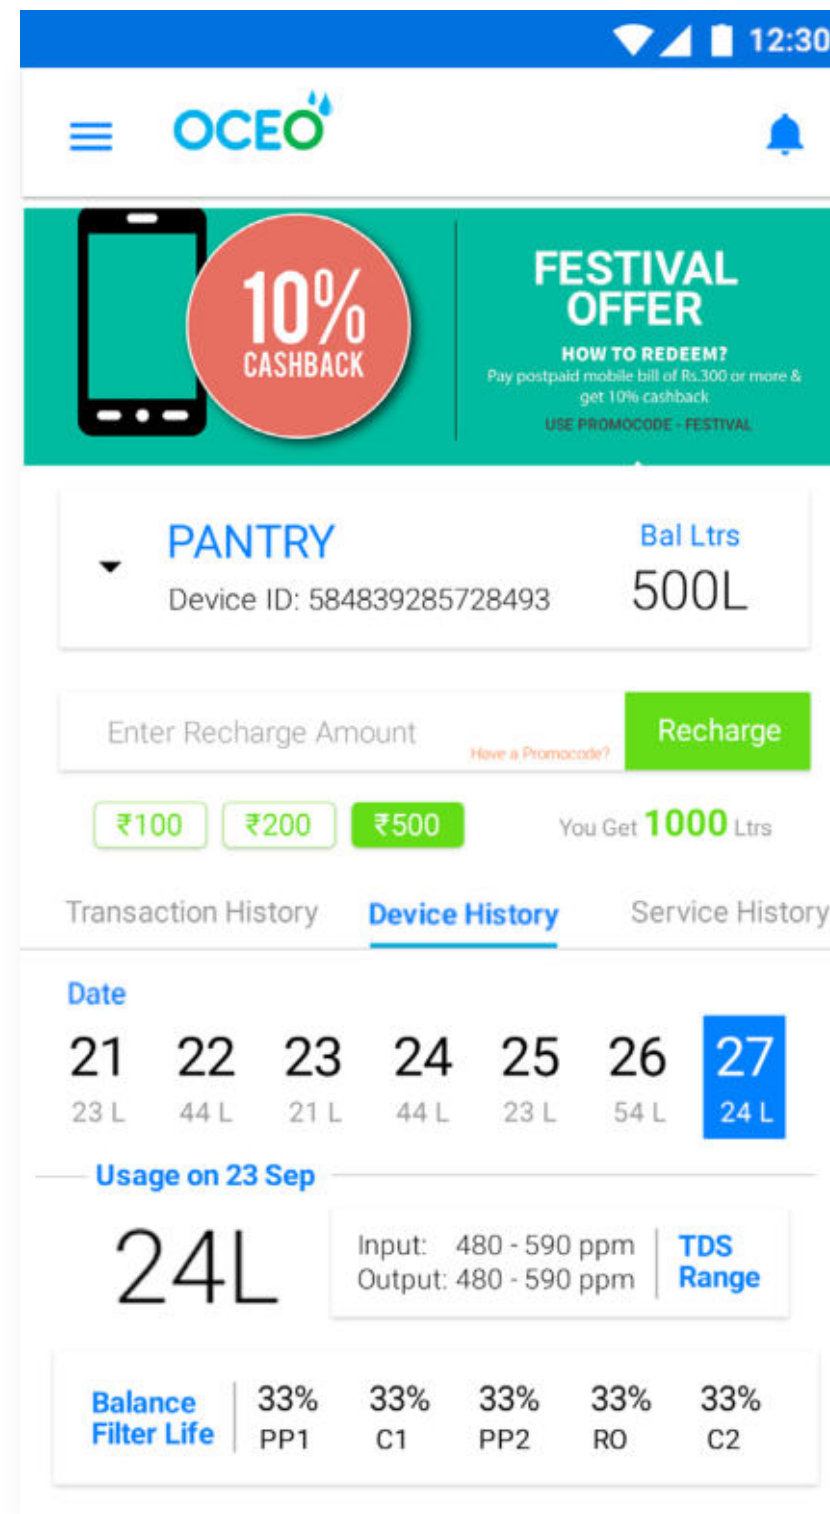 12:30
OCEO
10%
CASHBACK
FESTIVAL
OFFER
HOW TO REDEEM?
Pay postpaid mobile bill of Rs.300 or more &
get 10% cashback
USE PROMOCODE - FESTIVAL
PANTRY
Device ID: 584839285728493
Bal Ltrs
500L
Enter Recharge Amount
Have a Promocode?
Recharge
₹100 ₹200 ₹500 You Get 1000 Ltrs
Transaction History Device History Service History
Date
21 22 23 24 25 26 27
23 L 44 L 21 L 44 L 23 L 54 L 24 L
Usage on 23 Sep
24L
Input: 480 - 590 ppm
Output: 480 - 590 ppm
TDS
Range
Balance
Filter Life
33% 33% 33% 33% 33%
PP1 C1 PP2 RO C2